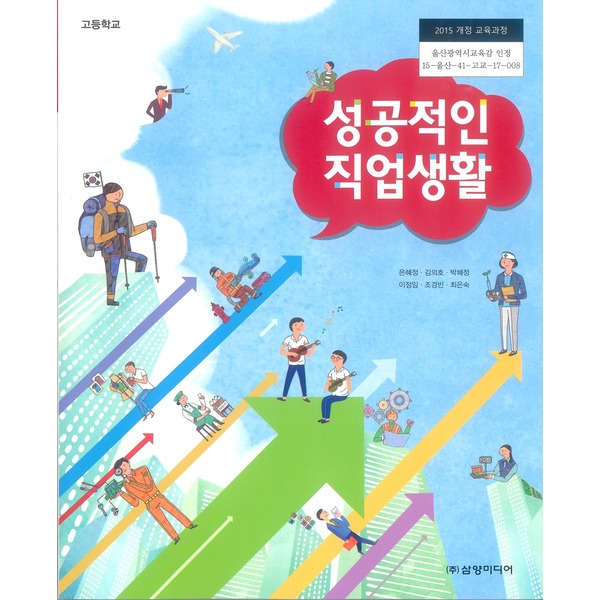 고등학교
2015 개정 교육과정
울산광역시교육감 인정
15-울산-41-고교-17-008
성공적인
직업생활
은혜정 · 김의호 · 박혜정
이정임 · 조경빈 · 최은숙
(주) 삼양미디어